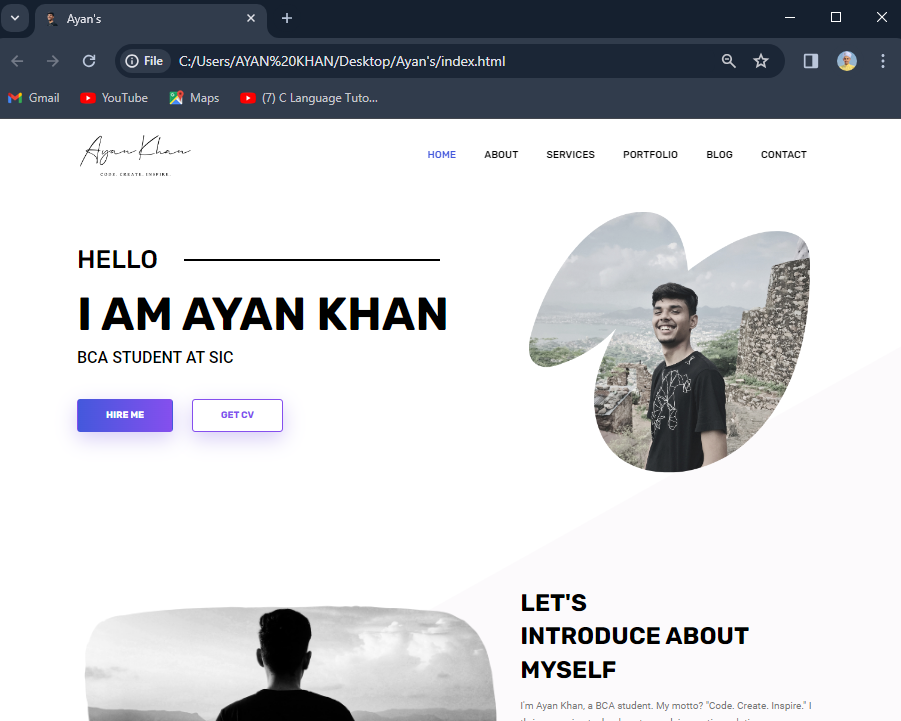 Ayan's
File C:/Users/AYAN%20KHAN/Desktop/Ayan's/index.html
Gmail YouTube Maps (7) C Language Tuto...
Ayan Khan
CODE. CREATE. INSPIRE.
HOME ABOUT SERVICES PORTFOLIO BLOG CONTACT
HELLO
I AM AYAN KHAN
BCA STUDENT AT SIC
HIRE ME GET CV
LET'S
INTRODUCE ABOUT
MYSELF
I'm Ayan Khan, a BCA student. My motto? "Code. Create. Inspire." I